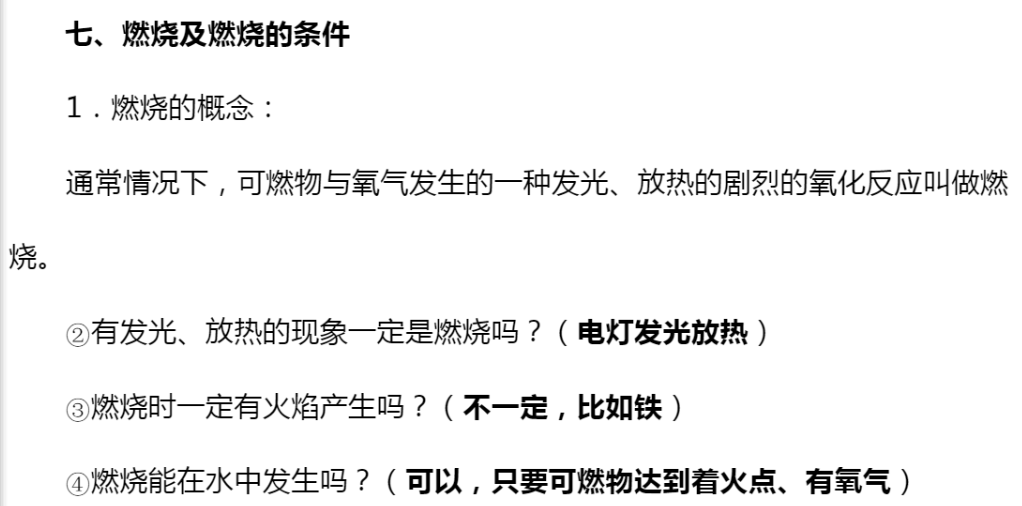 七、燃烧及燃烧的条件
1．燃烧的概念：
通常情况下，可燃物与氧气发生的一种发光、放热的剧烈的氧化反应叫做燃
烧。
②有发光、放热的现象一定是燃烧吗？（电灯发光放热）
③燃烧时一定有火焰产生吗？（不一定，比如铁）
④燃烧能在水中发生吗？（可以，只要可燃物达到着火点、有氧气）